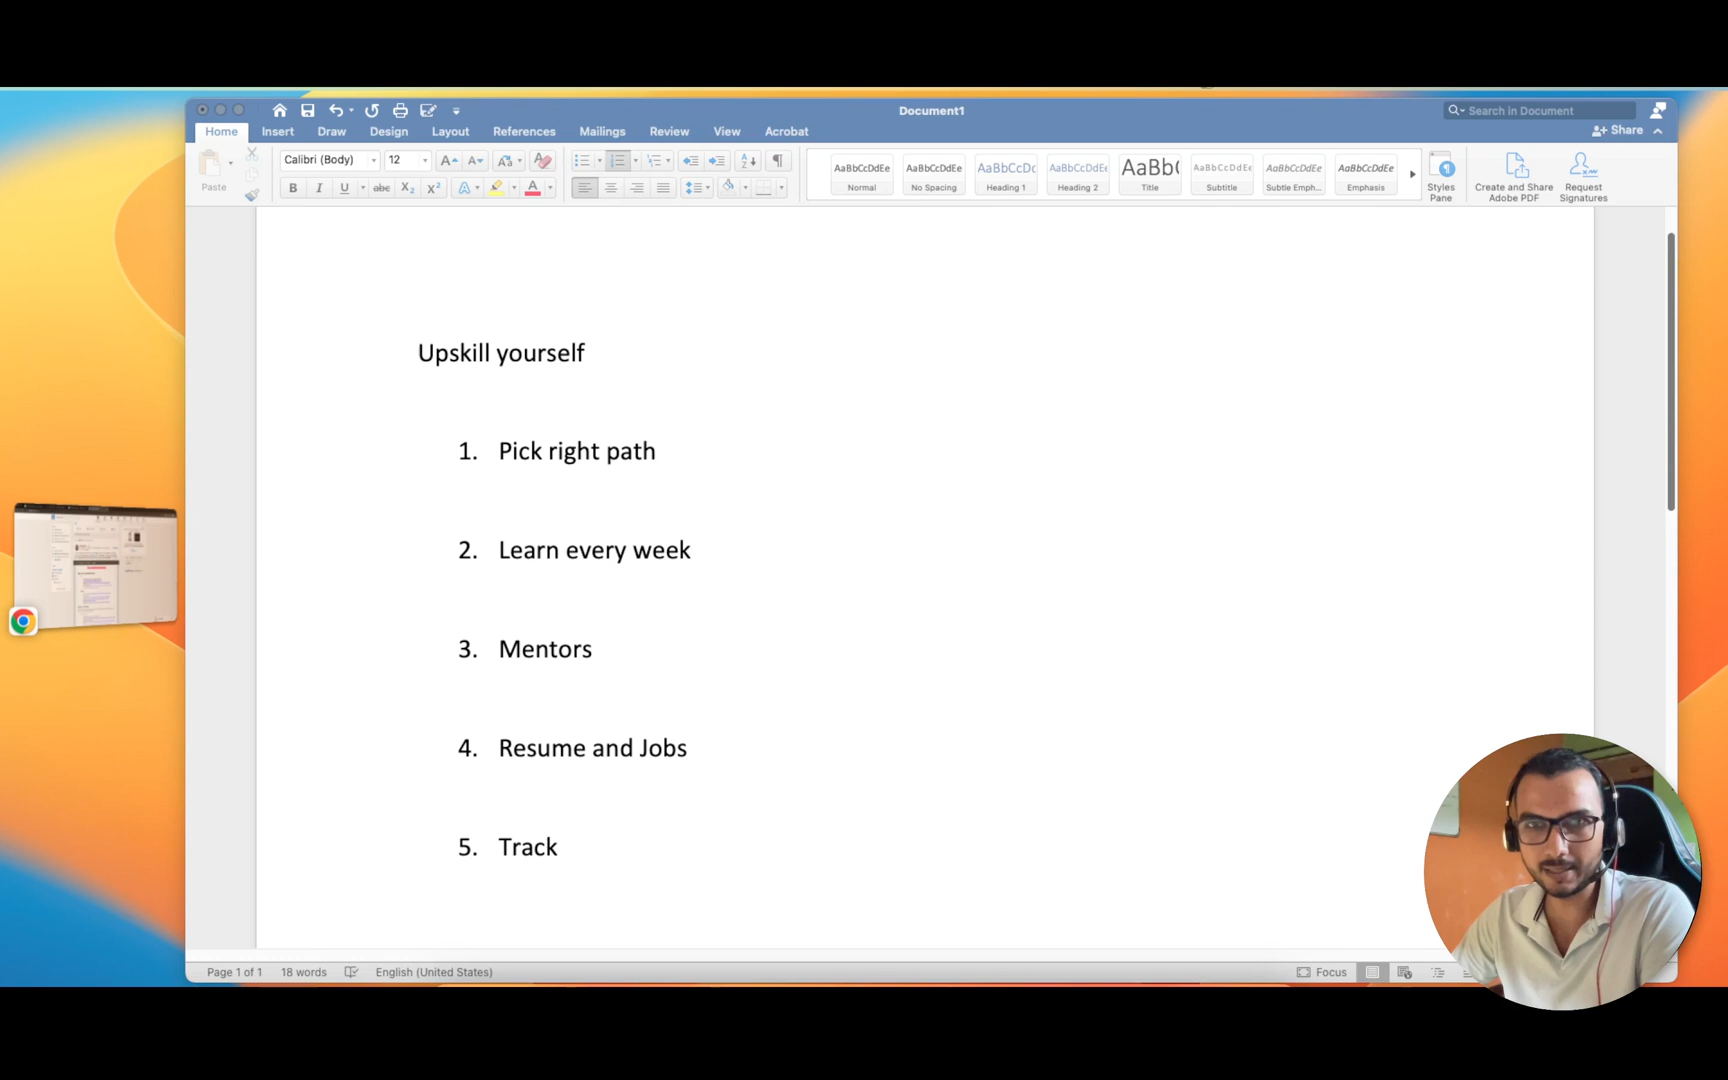 Document1
Search in Document
Home Insert Draw Design Layout References Mailings Review View Acrobat
Share
Paste
Calibri (Body) 12
AaBbCcDdEe Normal
AaBbCcDdEe No Spacing
AaBbCcDc Heading 1
AaBbCcDdEe Heading 2
AaBb( Title
AaBbCcDdEe Subtitle
AaBbCcDdEe Subtle Emph...
AaBbCcDdEe Emphasis
Styles Pane
Create and Share Adobe PDF
Request Signatures
Upskill yourself
1. Pick right path
2. Learn every week
3. Mentors
4. Resume and Jobs
5. Track
Page 1 of 1 18 words English (United States) Focus